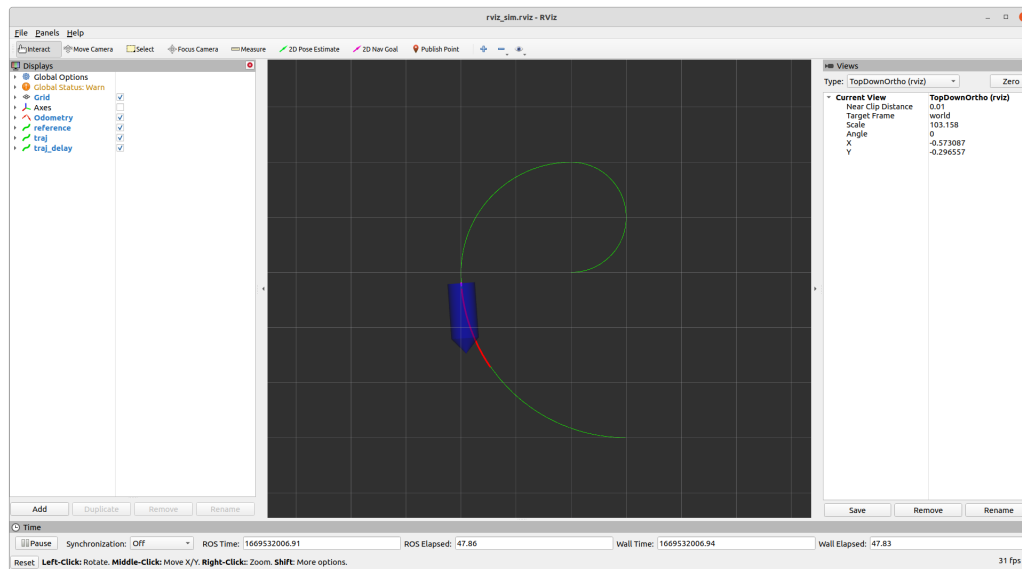 rviz_sim.rviz - RViz
File Panels Help
Interact Move Camera Select Focus Camera Measure 2D Pose Estimate 2D Nav Goal Publish Point
Displays
Global Options
Global Status: Warn
Grid
Axes
Odometry
reference
traj
traj_delay
Add Duplicate Remove Rename
Views
Type: TopDownOrtho (rviz) Zero
Current View TopDownOrtho (rviz)
Near Clip Distance 0.01
Target Frame world
Scale 103.158
Angle 0
X -0.573087
Y -0.296557
Save Remove Rename
Time
Pause Synchronization: Off ROS Time: 1669532006.91 ROS Elapsed: 47.86 Wall Time: 1669532006.94 Wall Elapsed: 47.83
Reset Left-Click: Rotate. Middle-Click: Move X/Y. Right-Click:: Zoom. Shift: More options. 31 fps